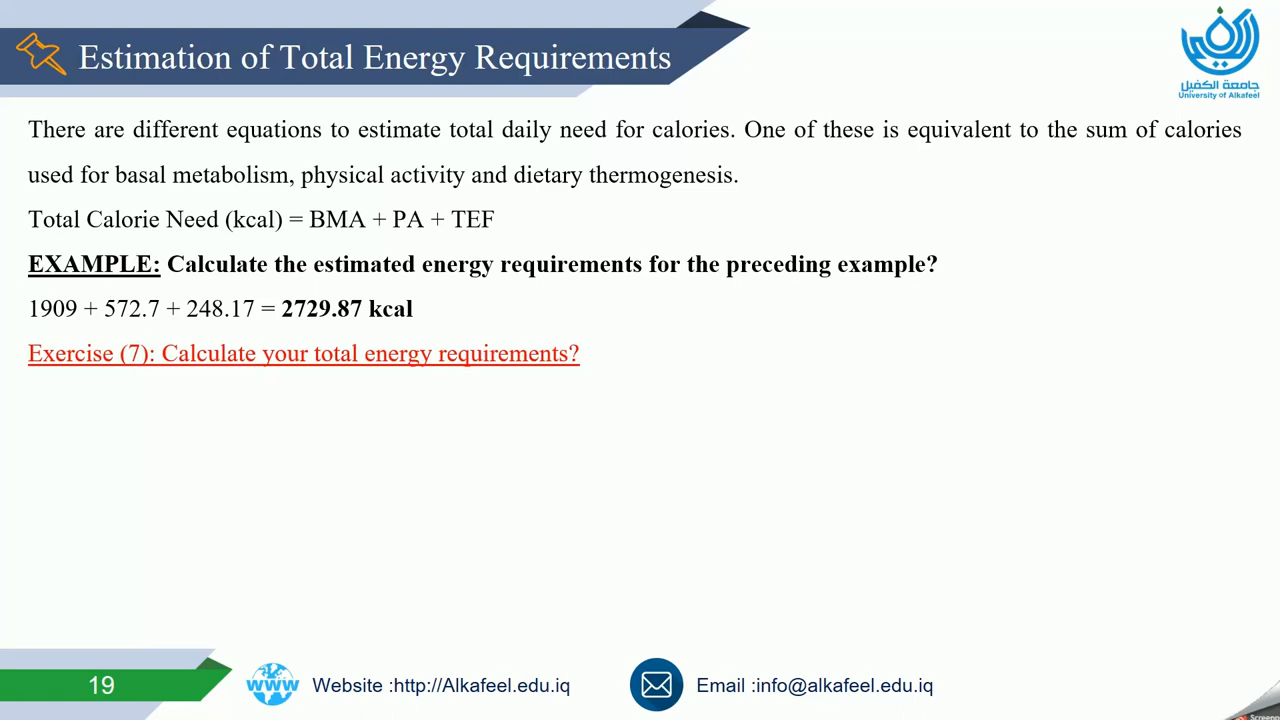 Estimation of Total Energy Requirements
جامعة الكفيل
University of Alkafeel
There are different equations to estimate total daily need for calories. One of these is equivalent to the sum of calories
used for basal metabolism, physical activity and dietary thermogenesis.
Total Calorie Need (kcal) = BMA + PA + TEF
EXAMPLE: Calculate the estimated energy requirements for the preceding example?
1909 + 572.7 + 248.17 = 2729.87 kcal
Exercise (7): Calculate your total energy requirements?
19
WWW
Website :http://Alkafeel.edu.iq
Email :info@alkafeel.edu.iq